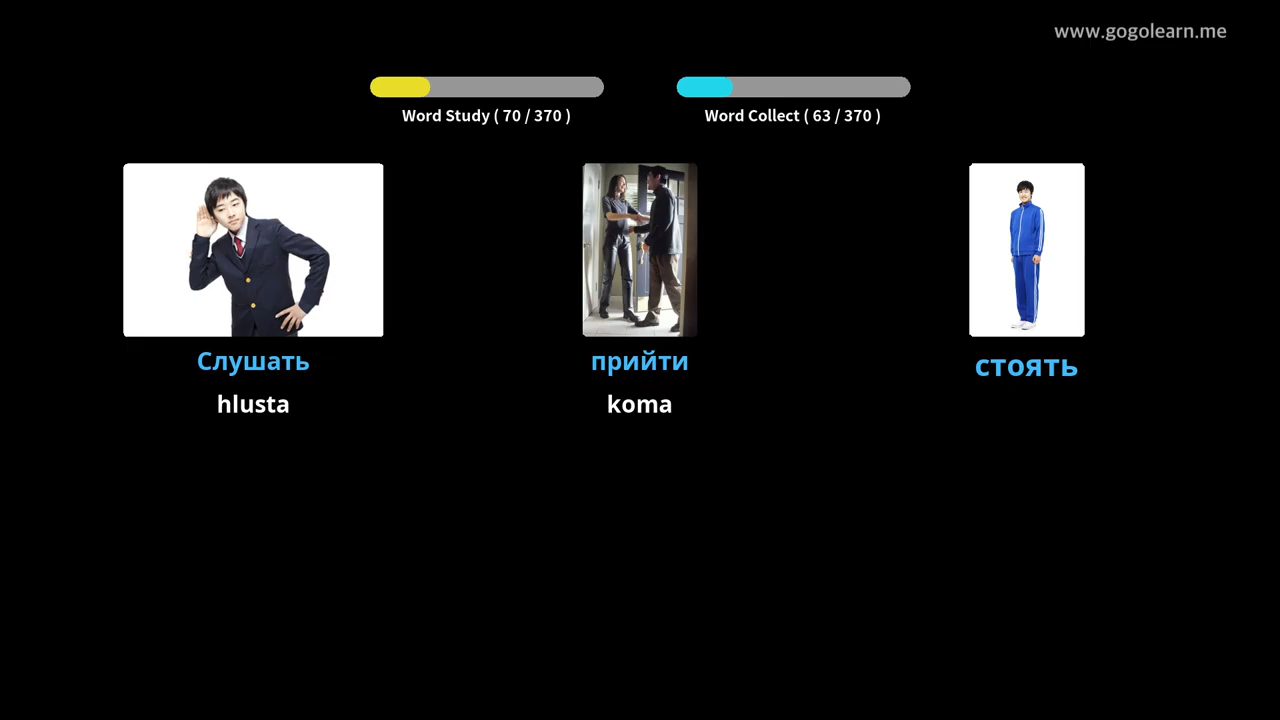 www.gogolearn.me
Word Study ( 70 / 370 )
Word Collect ( 63 / 370 )
Слушать
прийти
стоять
hlusta
koma